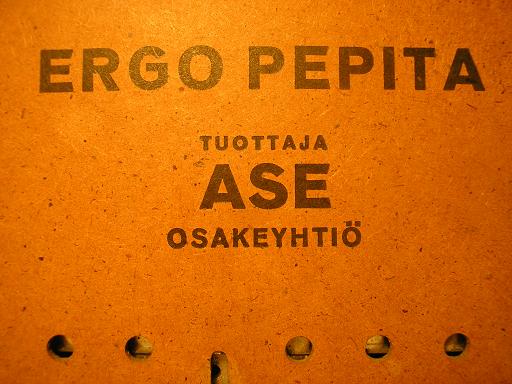 ERGO PEPITA
TUOTTAJA
ASE
OSAKEYHTIÖ